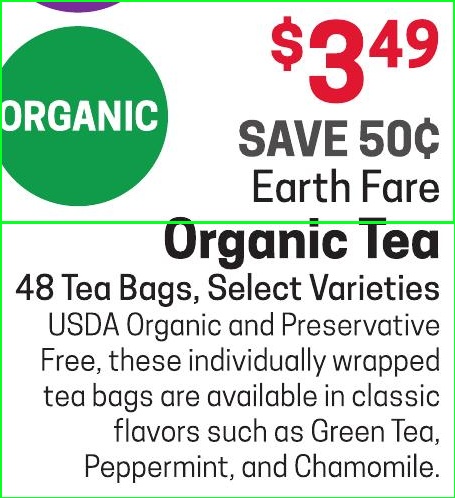 $3.49
ORGANIC
SAVE 50¢
Earth Fare
Organic Tea
48 Tea Bags, Select Varieties
USDA Organic and Preservative
Free, these individually wrapped
tea bags are available in classic
flavors such as Green Tea,
Peppermint, and Chamomile.